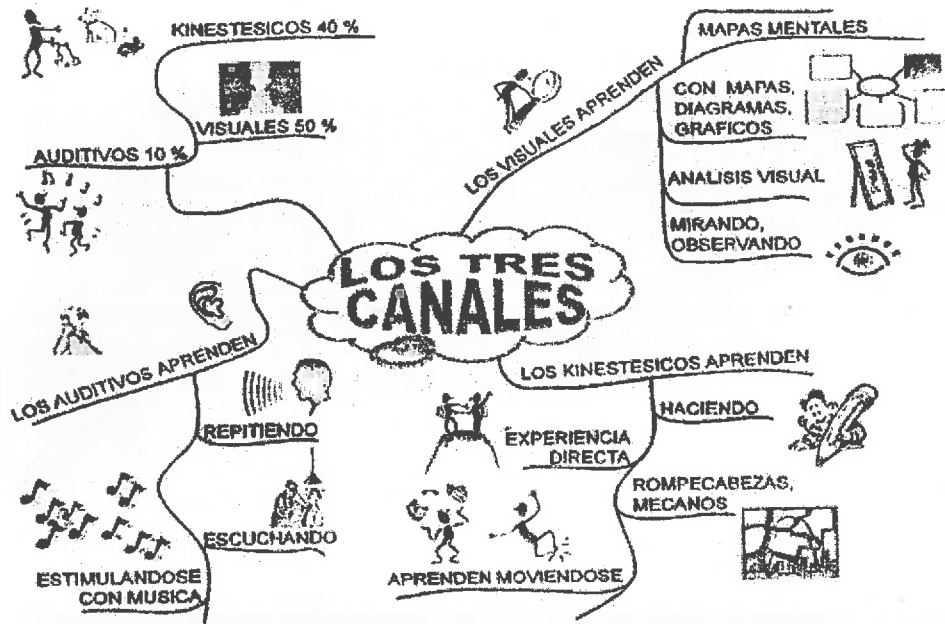 LOS TRES
CANALES
KINESTESICOS 40 %
VISUALES 50 %
AUDITIVOS 10 %
LOS VISUALES APRENDEN
MAPAS MENTALES
CON MAPAS,
DIAGRAMAS,
GRAFICOS
ANALISIS VISUAL
MIRANDO,
OBSERVANDO
LOS AUDITIVOS APRENDEN
REPITIENDO
ESCUCHANDO
ESTIMULANDOSE
CON MUSICA
LOS KINESTESICOS APRENDEN
HACIENDO
EXPERIENCIA
DIRECTA
ROMPECABEZAS,
MECANOS
APRENDEN MOVIENDOSE